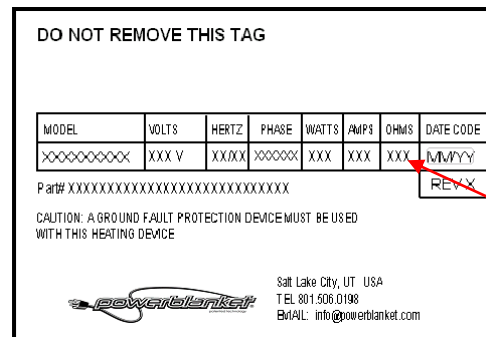 DO NOT REMOVE THIS TAG
MODEL VOLTS HERTZ PHASE WATTS AMPS OHMS DATE CODE
XXXXXXXXXX XXX V XX/XX XXXXXX XXX XXX XXX MM/YY
REV X
Part# XXXXXXXXXXXXXXXXXXXXXXXXXXXX
CAUTION: A GROUND FAULT PROTECTION DEVICE MUST BE USED
WITH THIS HEATING DEVICE
powerblanket
Salt Lake City, UT USA
TEL 801.506.0198
EMAIL: info@powerblanket.com